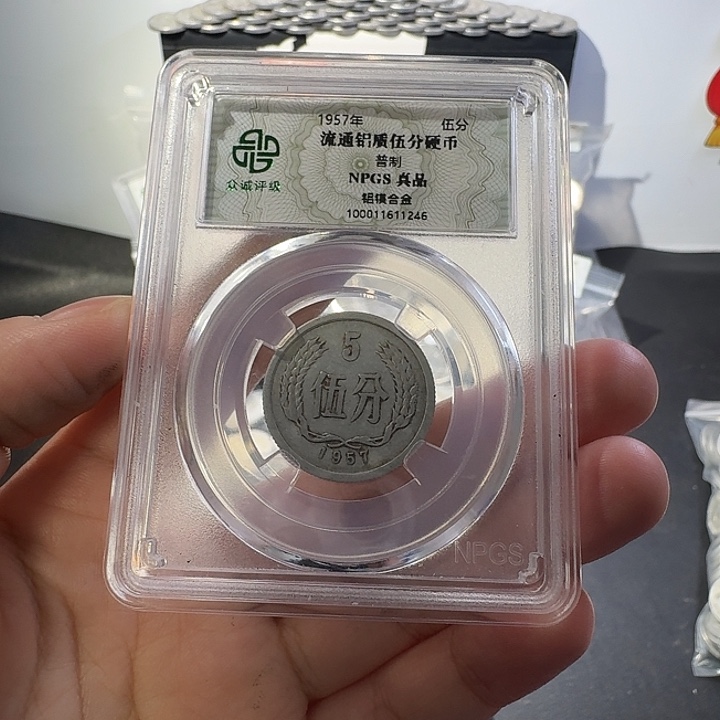 1957年 伍分
流通铝质伍分硬币
普制
NPGS 真品
铝镁合金
100011611246
众诚评级
5
伍分
1957
NPGS